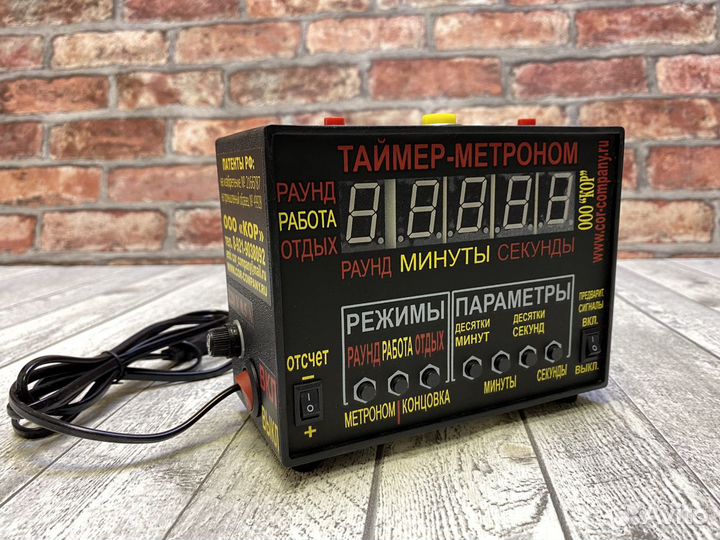 ПАТЕНТЫ РФ:
ООО «КОР»
ТАЙМЕР-МЕТРОНОМ
РАУНД
РАБОТА
ОТДЫХ
РАУНД МИНУТЫ СЕКУНДЫ
ООО "КОР"
www.cor-company.ru
РЕЖИМЫ
РАУНД РАБОТА ОТДЫХ
МЕТРОНОМ КОНЦОВКА
ПАРАМЕТРЫ
ДЕСЯТКИ МИНУТ
ДЕСЯТКИ СЕКУНД
МИНУТЫ СЕКУНДЫ
ПРЕДВАРИТ.
СИГНАЛЫ
ВКЛ.
ВЫКЛ.
отсчет
–
+
Avito